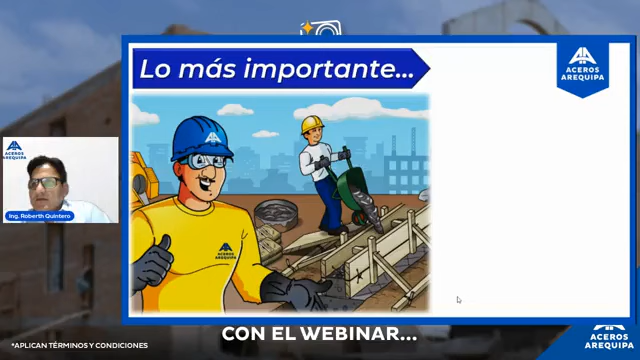 Lo más importante...
ACEROS
AREQUIPA
ACEROS
AREQUIPA
Ing. Roberth Quintero
ACEROS
AREQUIPA
CON EL WEBINAR...
*APLICAN TÉRMINOS Y CONDICIONES
ACEROS
AREQUIPA